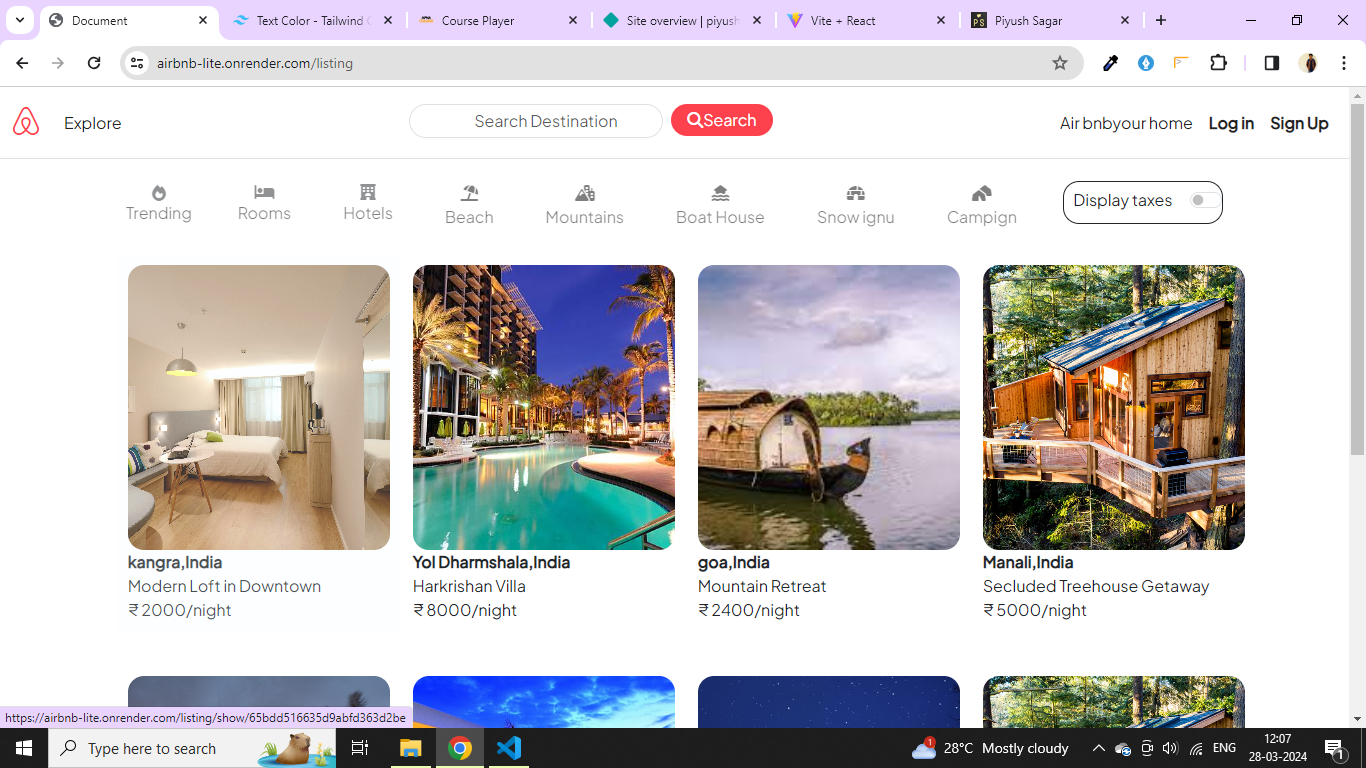 Document
Text Color - Tailwind C
Course Player
Site overview | piyush
Vite + React
Piyush Sagar
airbnb-lite.onrender.com/listing
Explore
Search Destination
Search
Air bnbyour home
Log in
Sign Up
Trending
Rooms
Hotels
Beach
Mountains
Boat House
Snow ignu
Campign
Display taxes
kangra,India
Modern Loft in Downtown
₹ 2000/night
Yol Dharmshala,India
Harkrishan VIlla
₹ 8000/night
goa,India
Mountain Retreat
₹ 2400/night
Manali,India
Secluded Treehouse Getaway
₹ 5000/night
https://airbnb-lite.onrender.com/listing/show/65bdd516635d9abfd363d2be
Type here to search
1
28°C Mostly cloudy
ENG
12:07
28-03-2024
1